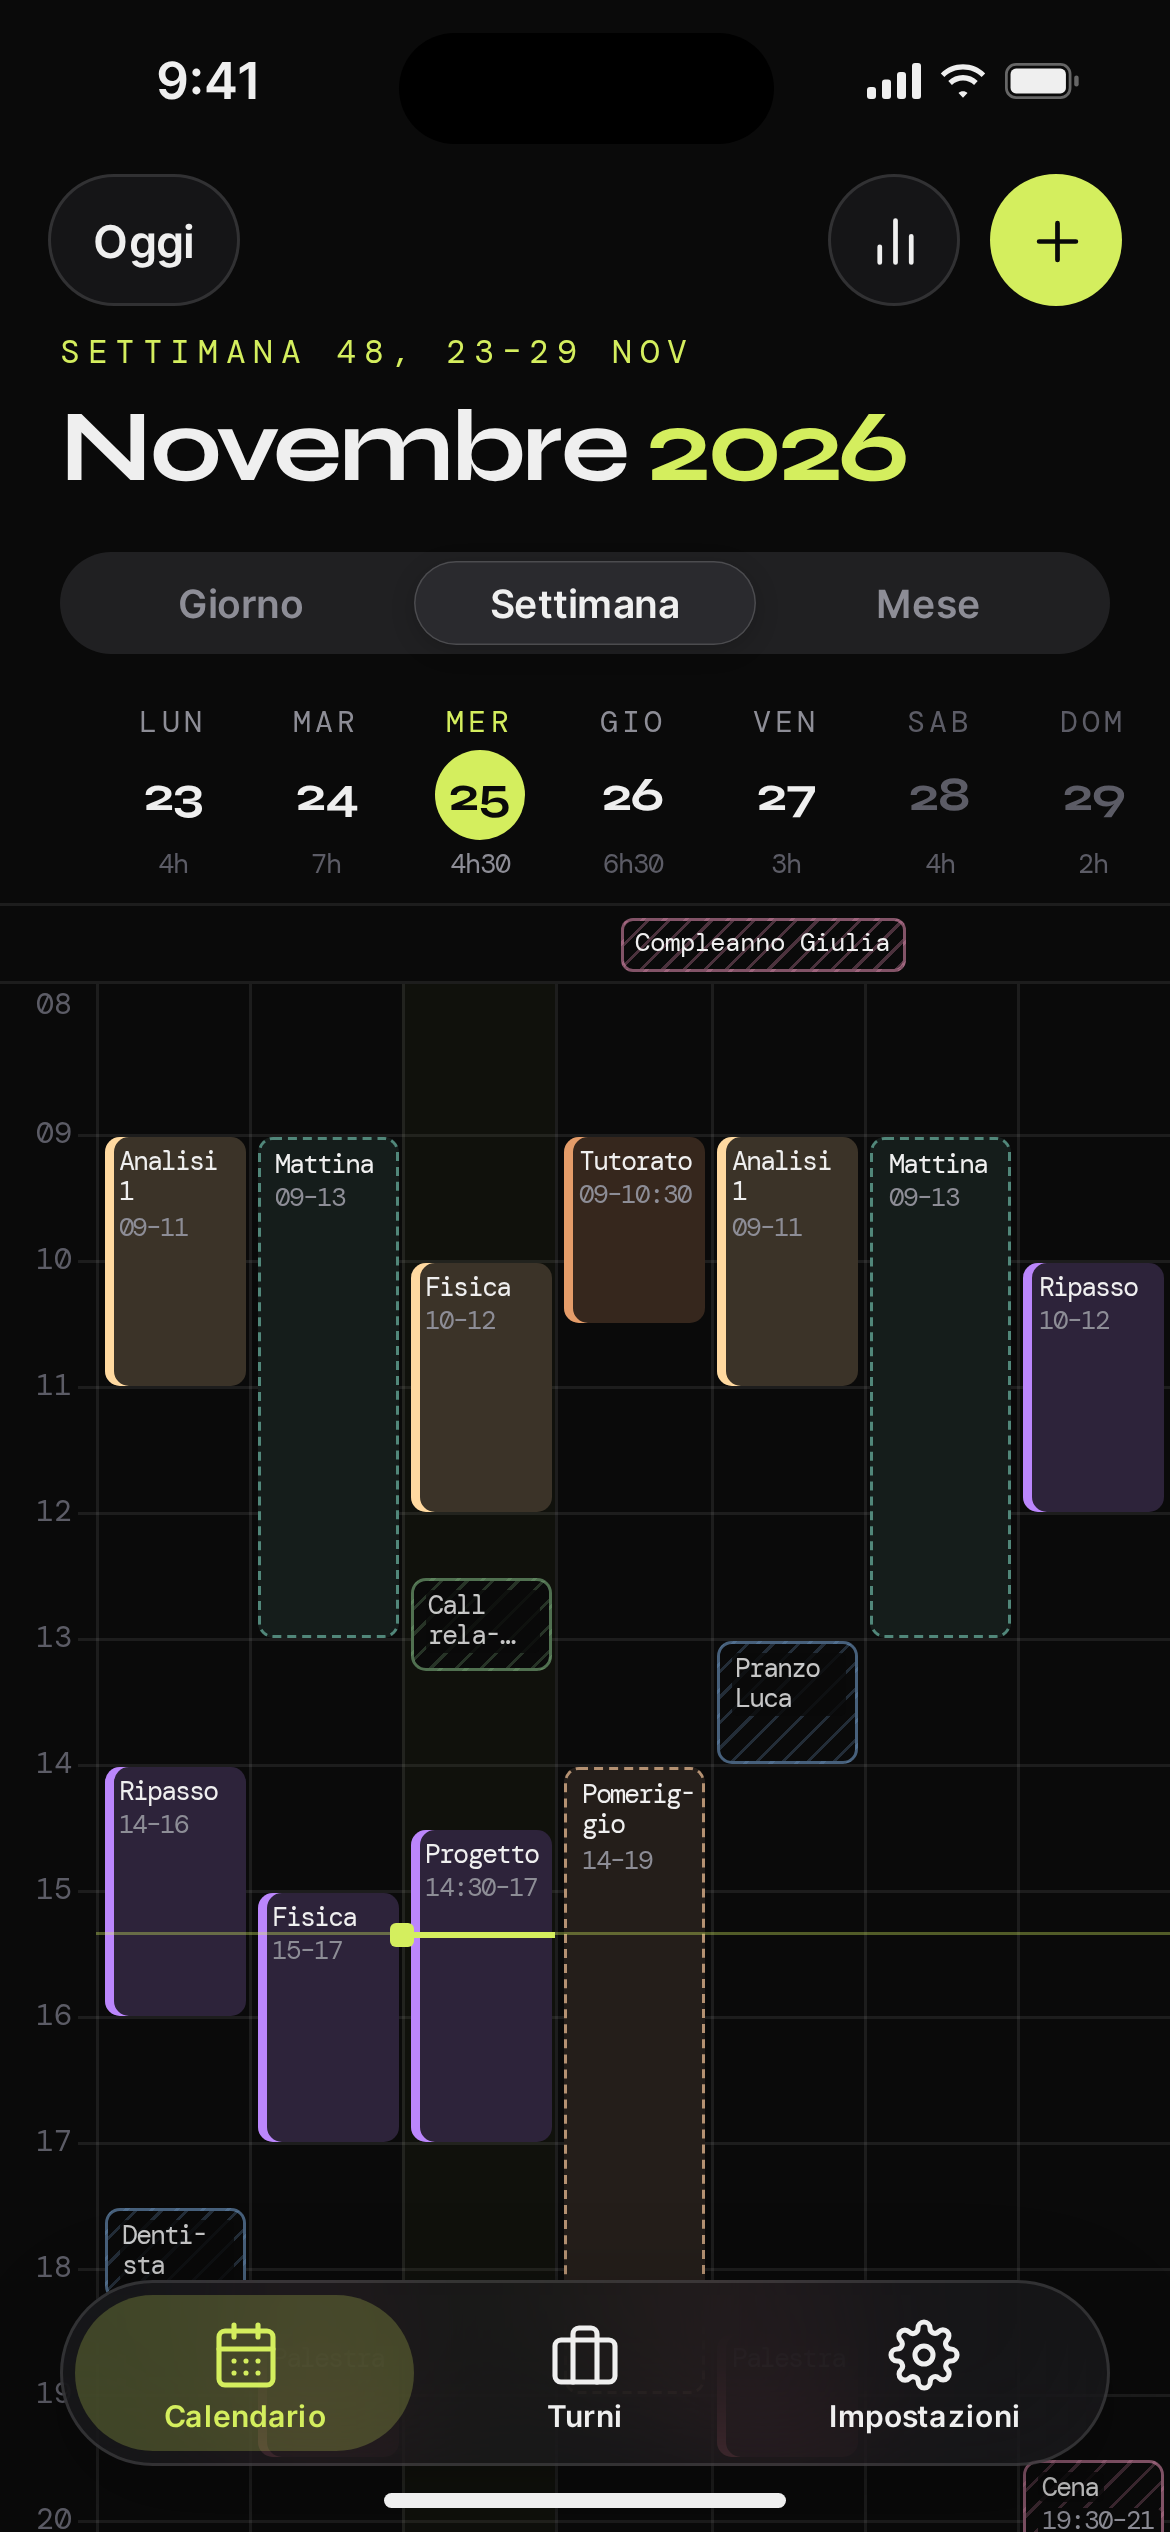 9:41
Oggi
SETTIMANA 48, 23–29 NOV
Novembre 2026
Giorno Settimana Mese
LUN MAR MER GIO VEN SAB DOM
23 24 25 26 27 28 29
4h 7h 4h30 6h30 3h 4h 2h
Compleanno Giulia
08
09
Analisi
1
09–11
Mattina
09–13
Tutorato
09–10:30
Analisi
1
09–11
Mattina
09–13
10
Fisica
10–12
Ripasso
10–12
11
12
Call
rela-…
13
Pranzo
Luca
14
Ripasso
14–16
Pomerig-
gio
14–19
Progetto
14:30–17
15
Fisica
15–17
16
17
Denti-
sta
18
Palestra
Palestra
19
Calendario Turni Impostazioni
Cena
19:30–21
20